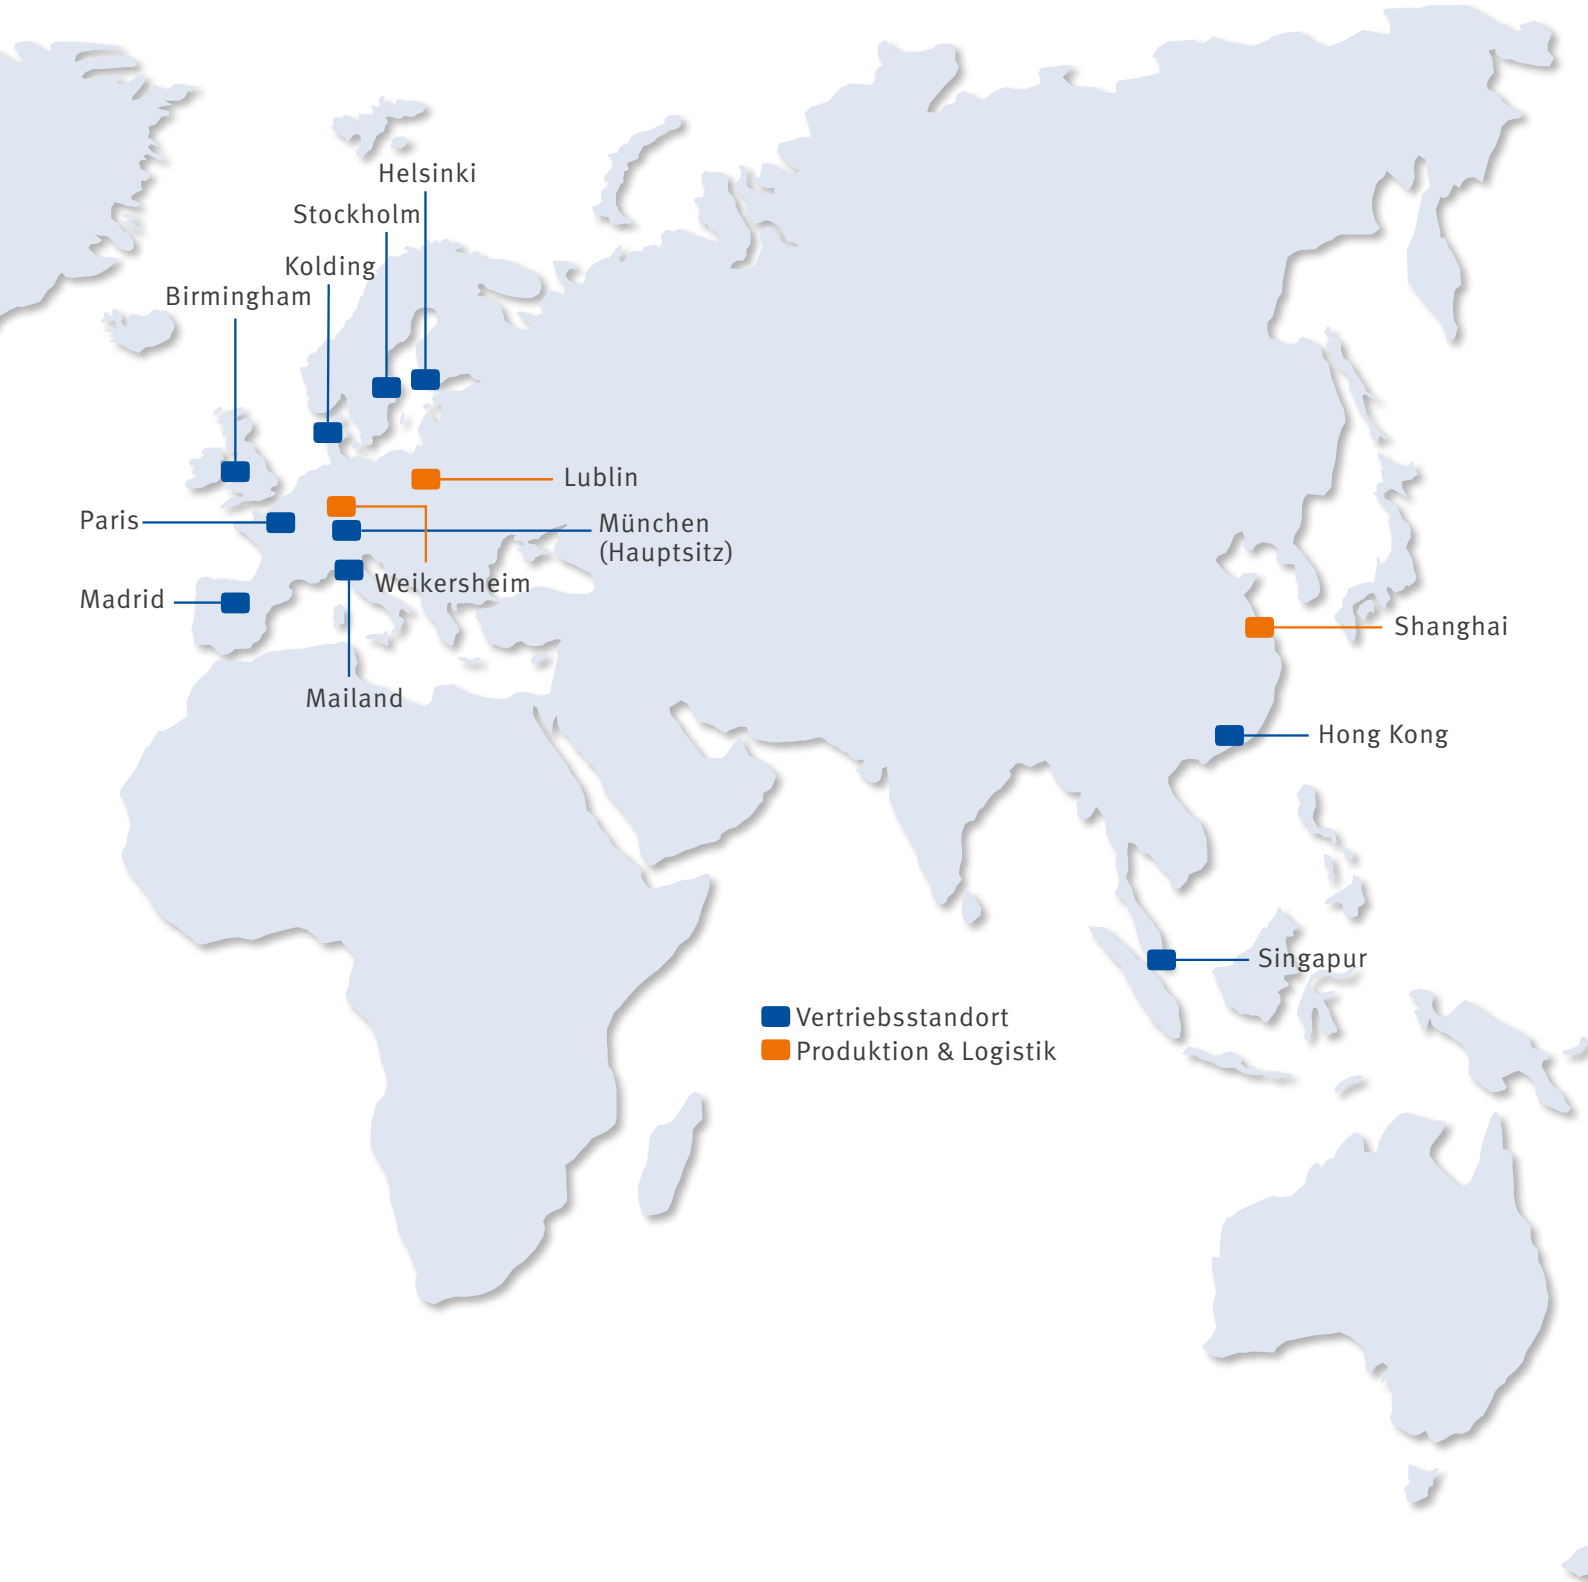 Helsinki
Stockholm
Kolding
Birmingham
Lublin
Paris
München
(Hauptsitz)
Weikersheim
Madrid
Shanghai
Mailand
Hong Kong
Singapur
Vertriebsstandort
Produktion & Logistik